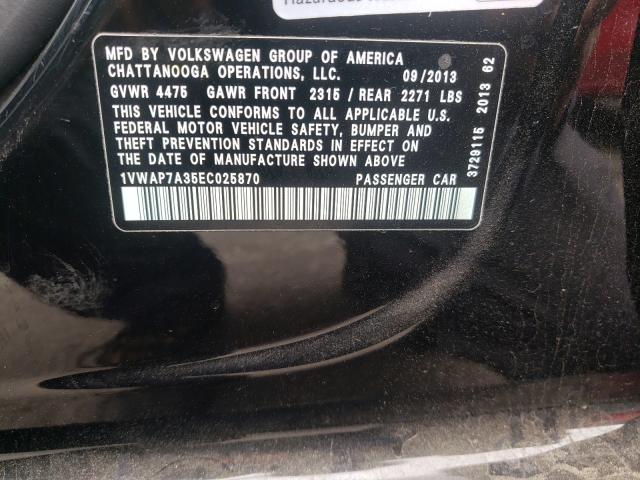 MFD BY VOLKSWAGEN GROUP OF AMERICA
CHATTANOOGA OPERATIONS, LLC. 09/2013
GVWR 4475 GAWR FRONT 2315/REAR 2271 LBS
THIS VEHICLE CONFORMS TO ALL APPLICABLE U.S.
FEDERAL MOTOR VEHICLE SAFETY, BUMPER AND
THEFT PREVENTION STANDARDS IN EFFECT ON
THE DATE OF MANUFACTURE SHOWN ABOVE
1VWAP7A35EC025870 PASSENGER CAR
3729116 2013 62